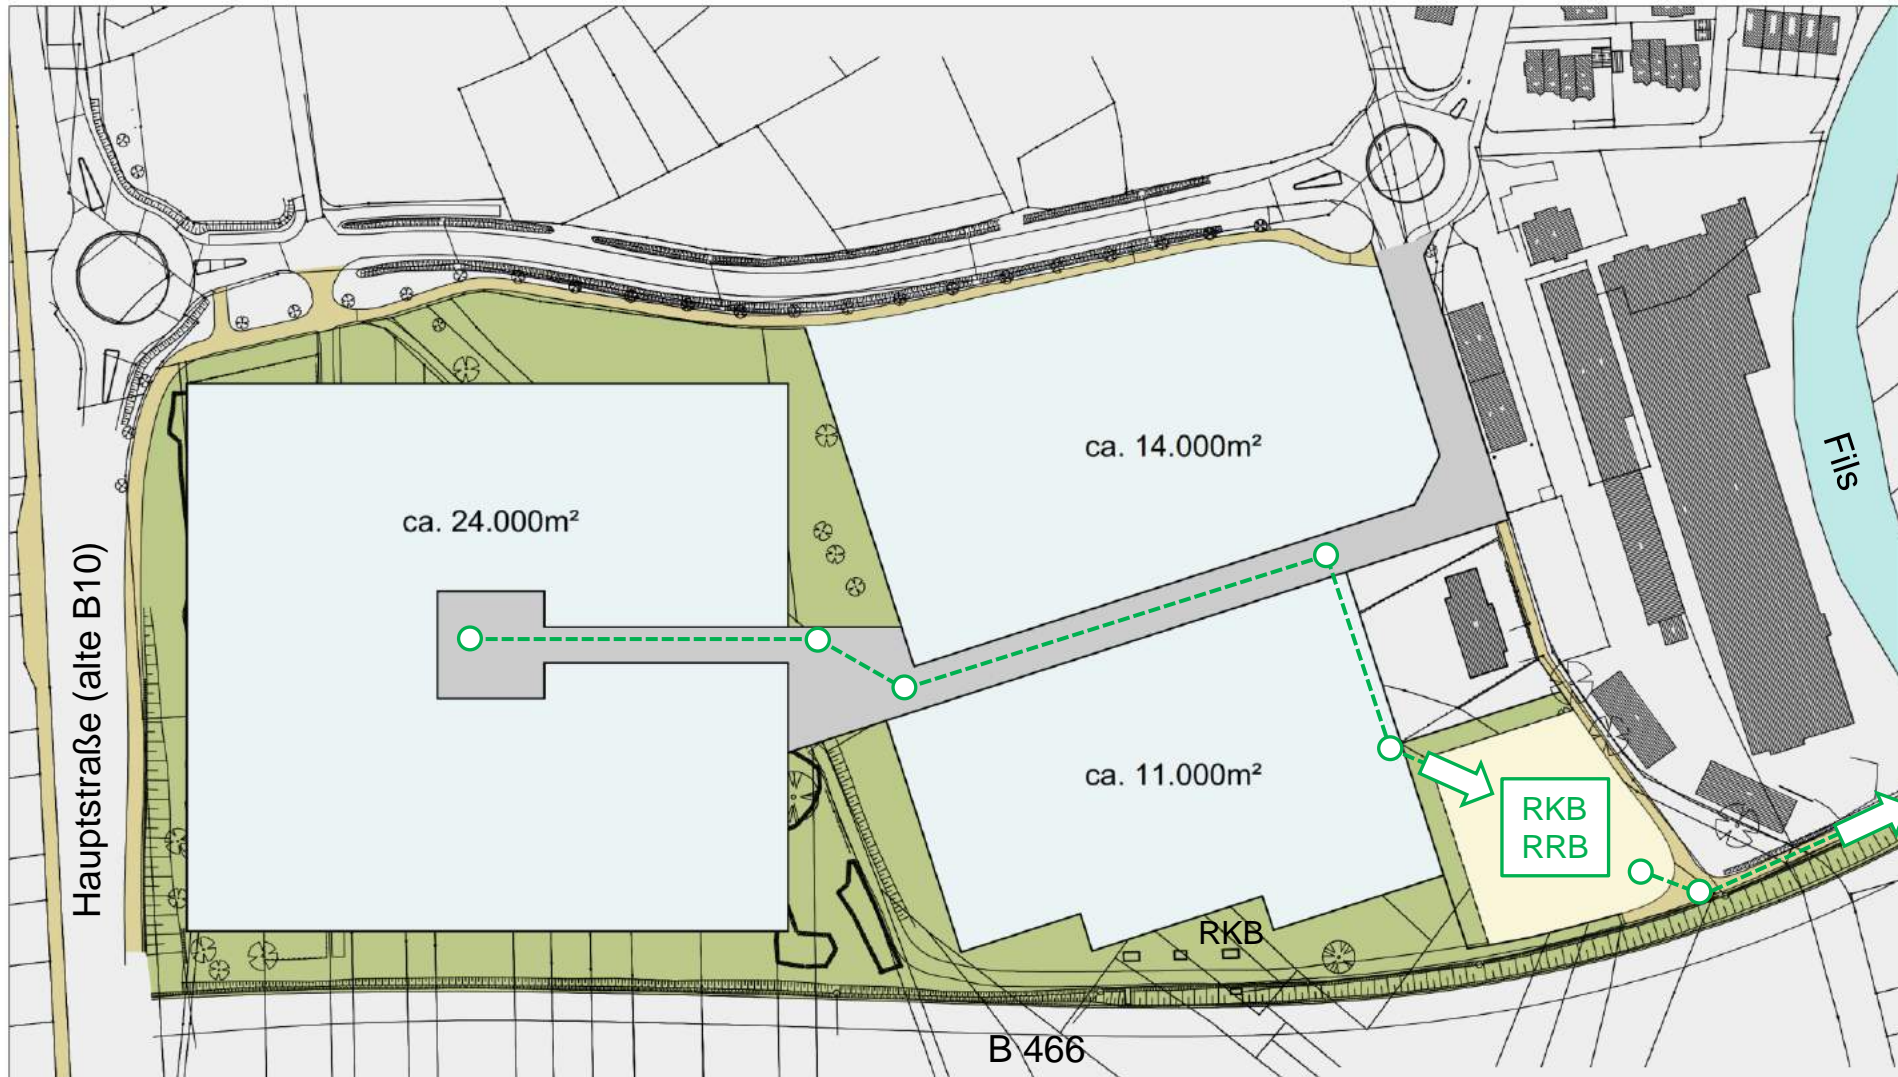 ca. 14.000m²
Fils
ca. 24.000m²
Hauptstraße (alte B10)
ca. 11.000m²
RKB
RRB
RKB
B 466